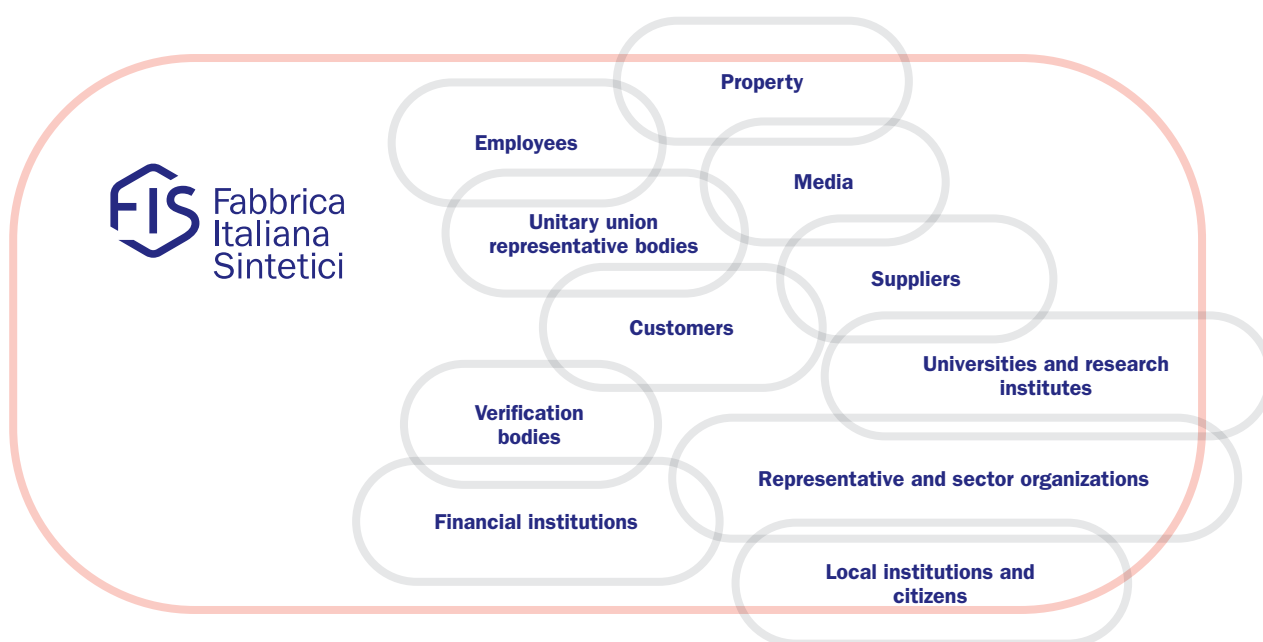 FIS
Fabbrica
Italiana
Sintetici
Property
Employees
Media
Unitary union
representative bodies
Suppliers
Customers
Universities and research
institutes
Verification
bodies
Representative and sector organizations
Financial institutions
Local institutions and
citizens